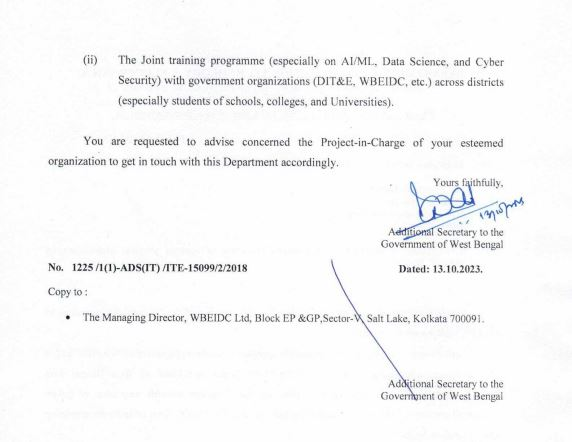 (ii) The Joint training programme (especially on AI/ML, Data Science, and Cyber
Security) with government organizations (DIT&E, WBEIDC, etc.) across districts
(especially students of schools, colleges, and Universities).
You are requested to advise concerned the Project-in-Charge of your esteemed
organization to get in touch with this Department accordingly.
Yours faithfully,
Additional Secretary to the
Government of West Bengal
No. 1225 /1(1)-ADS(IT) /ITE-15099/2/2018 Dated: 13.10.2023.
Copy to :
• The Managing Director, WBEIDC Ltd, Block EP &GP,Sector-V, Salt Lake, Kolkata 700091.
Additional Secretary to the
Government of West Bengal